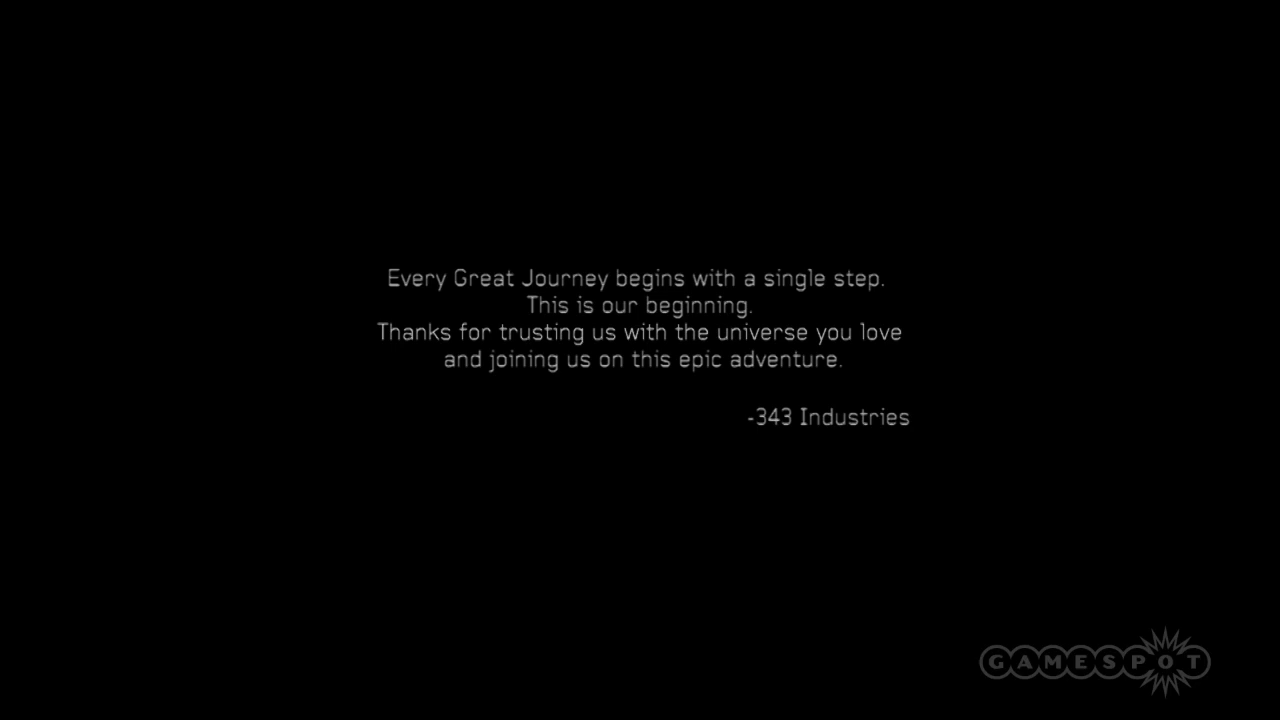 Every Great Journey begins with a single step.
This is our beginning.
Thanks for trusting us with the universe you love
and joining us on this epic adventure.
-343 Industries
GAMESPOT